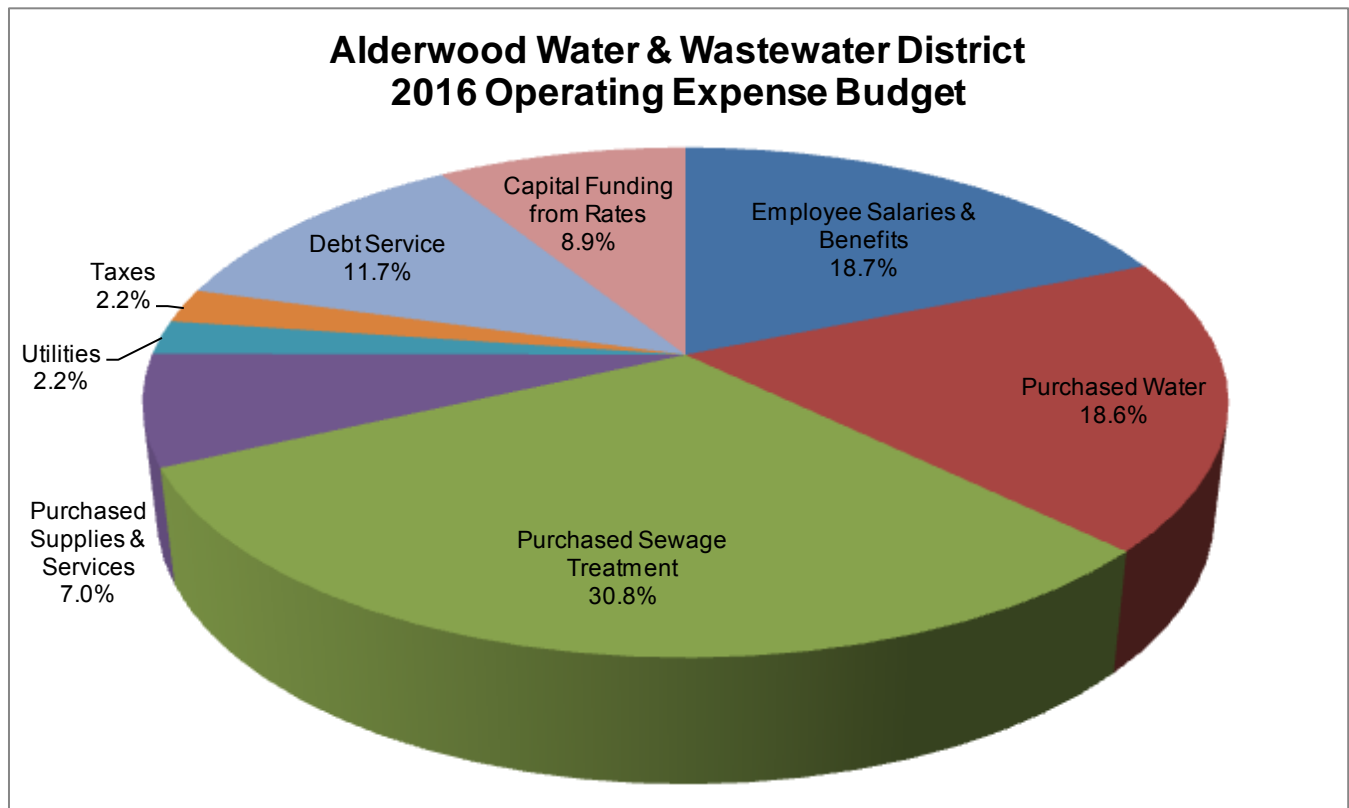 Alderwood Water & Wastewater District
2016 Operating Expense Budget
Capital Funding
from Rates
8.9%
Employee Salaries &
Benefits
18.7%
Debt Service
11.7%
Taxes
2.2%
Utilities
2.2%
Purchased Water
18.6%
Purchased
Supplies &
Services
7.0%
Purchased Sewage
Treatment
30.8%